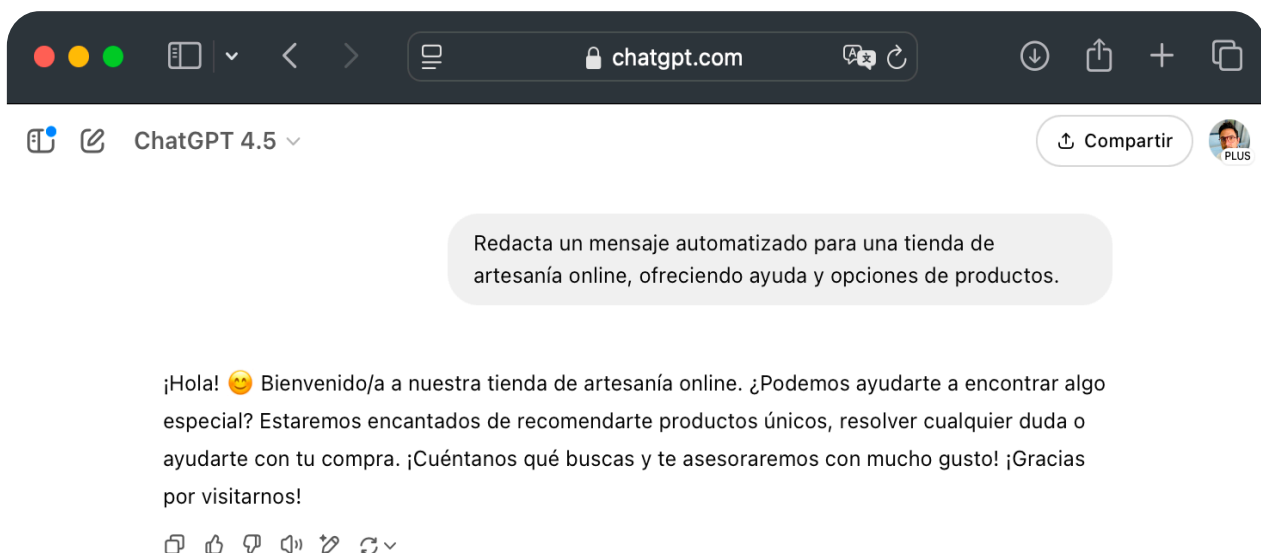 chatgpt.com
ChatGPT 4.5
Compartir
PLUS
Redacta un mensaje automatizado para una tienda de
artesanía online, ofreciendo ayuda y opciones de productos.
¡Hola! 😊 Bienvenido/a a nuestra tienda de artesanía online. ¿Podemos ayudarte a encontrar algo
especial? Estaremos encantados de recomendarte productos únicos, resolver cualquier duda o
ayudarte con tu compra. ¡Cuéntanos qué buscas y te asesoraremos con mucho gusto! ¡Gracias
por visitarnos!